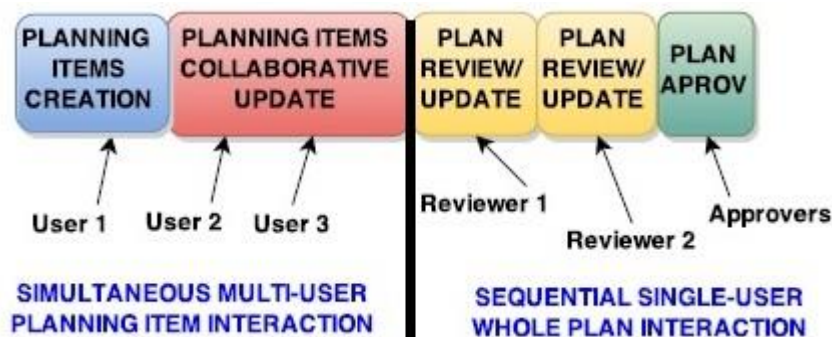 PLANNING
ITEMS
CREATION
PLANNING ITEMS
COLLABORATIVE
UPDATE
PLAN
REVIEW/
UPDATE
PLAN
REVIEW/
UPDATE
PLAN
APROV
User 1
User 2
User 3
Reviewer 1
Reviewer 2
Approvers
SIMULTANEOUS MULTI-USER
PLANNING ITEM INTERACTION
SEQUENTIAL SINGLE-USER
WHOLE PLAN INTERACTION